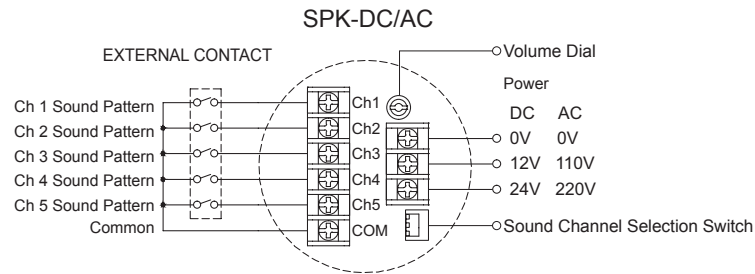 SPK-DC/AC
EXTERNAL CONTACT
Volume Dial
Power
DC AC
0V 0V
12V 110V
24V 220V
Sound Channel Selection Switch
Ch 1 Sound Pattern
Ch 2 Sound Pattern
Ch 3 Sound Pattern
Ch 4 Sound Pattern
Ch 5 Sound Pattern
Common
Ch1
Ch2
Ch3
Ch4
Ch5
COM